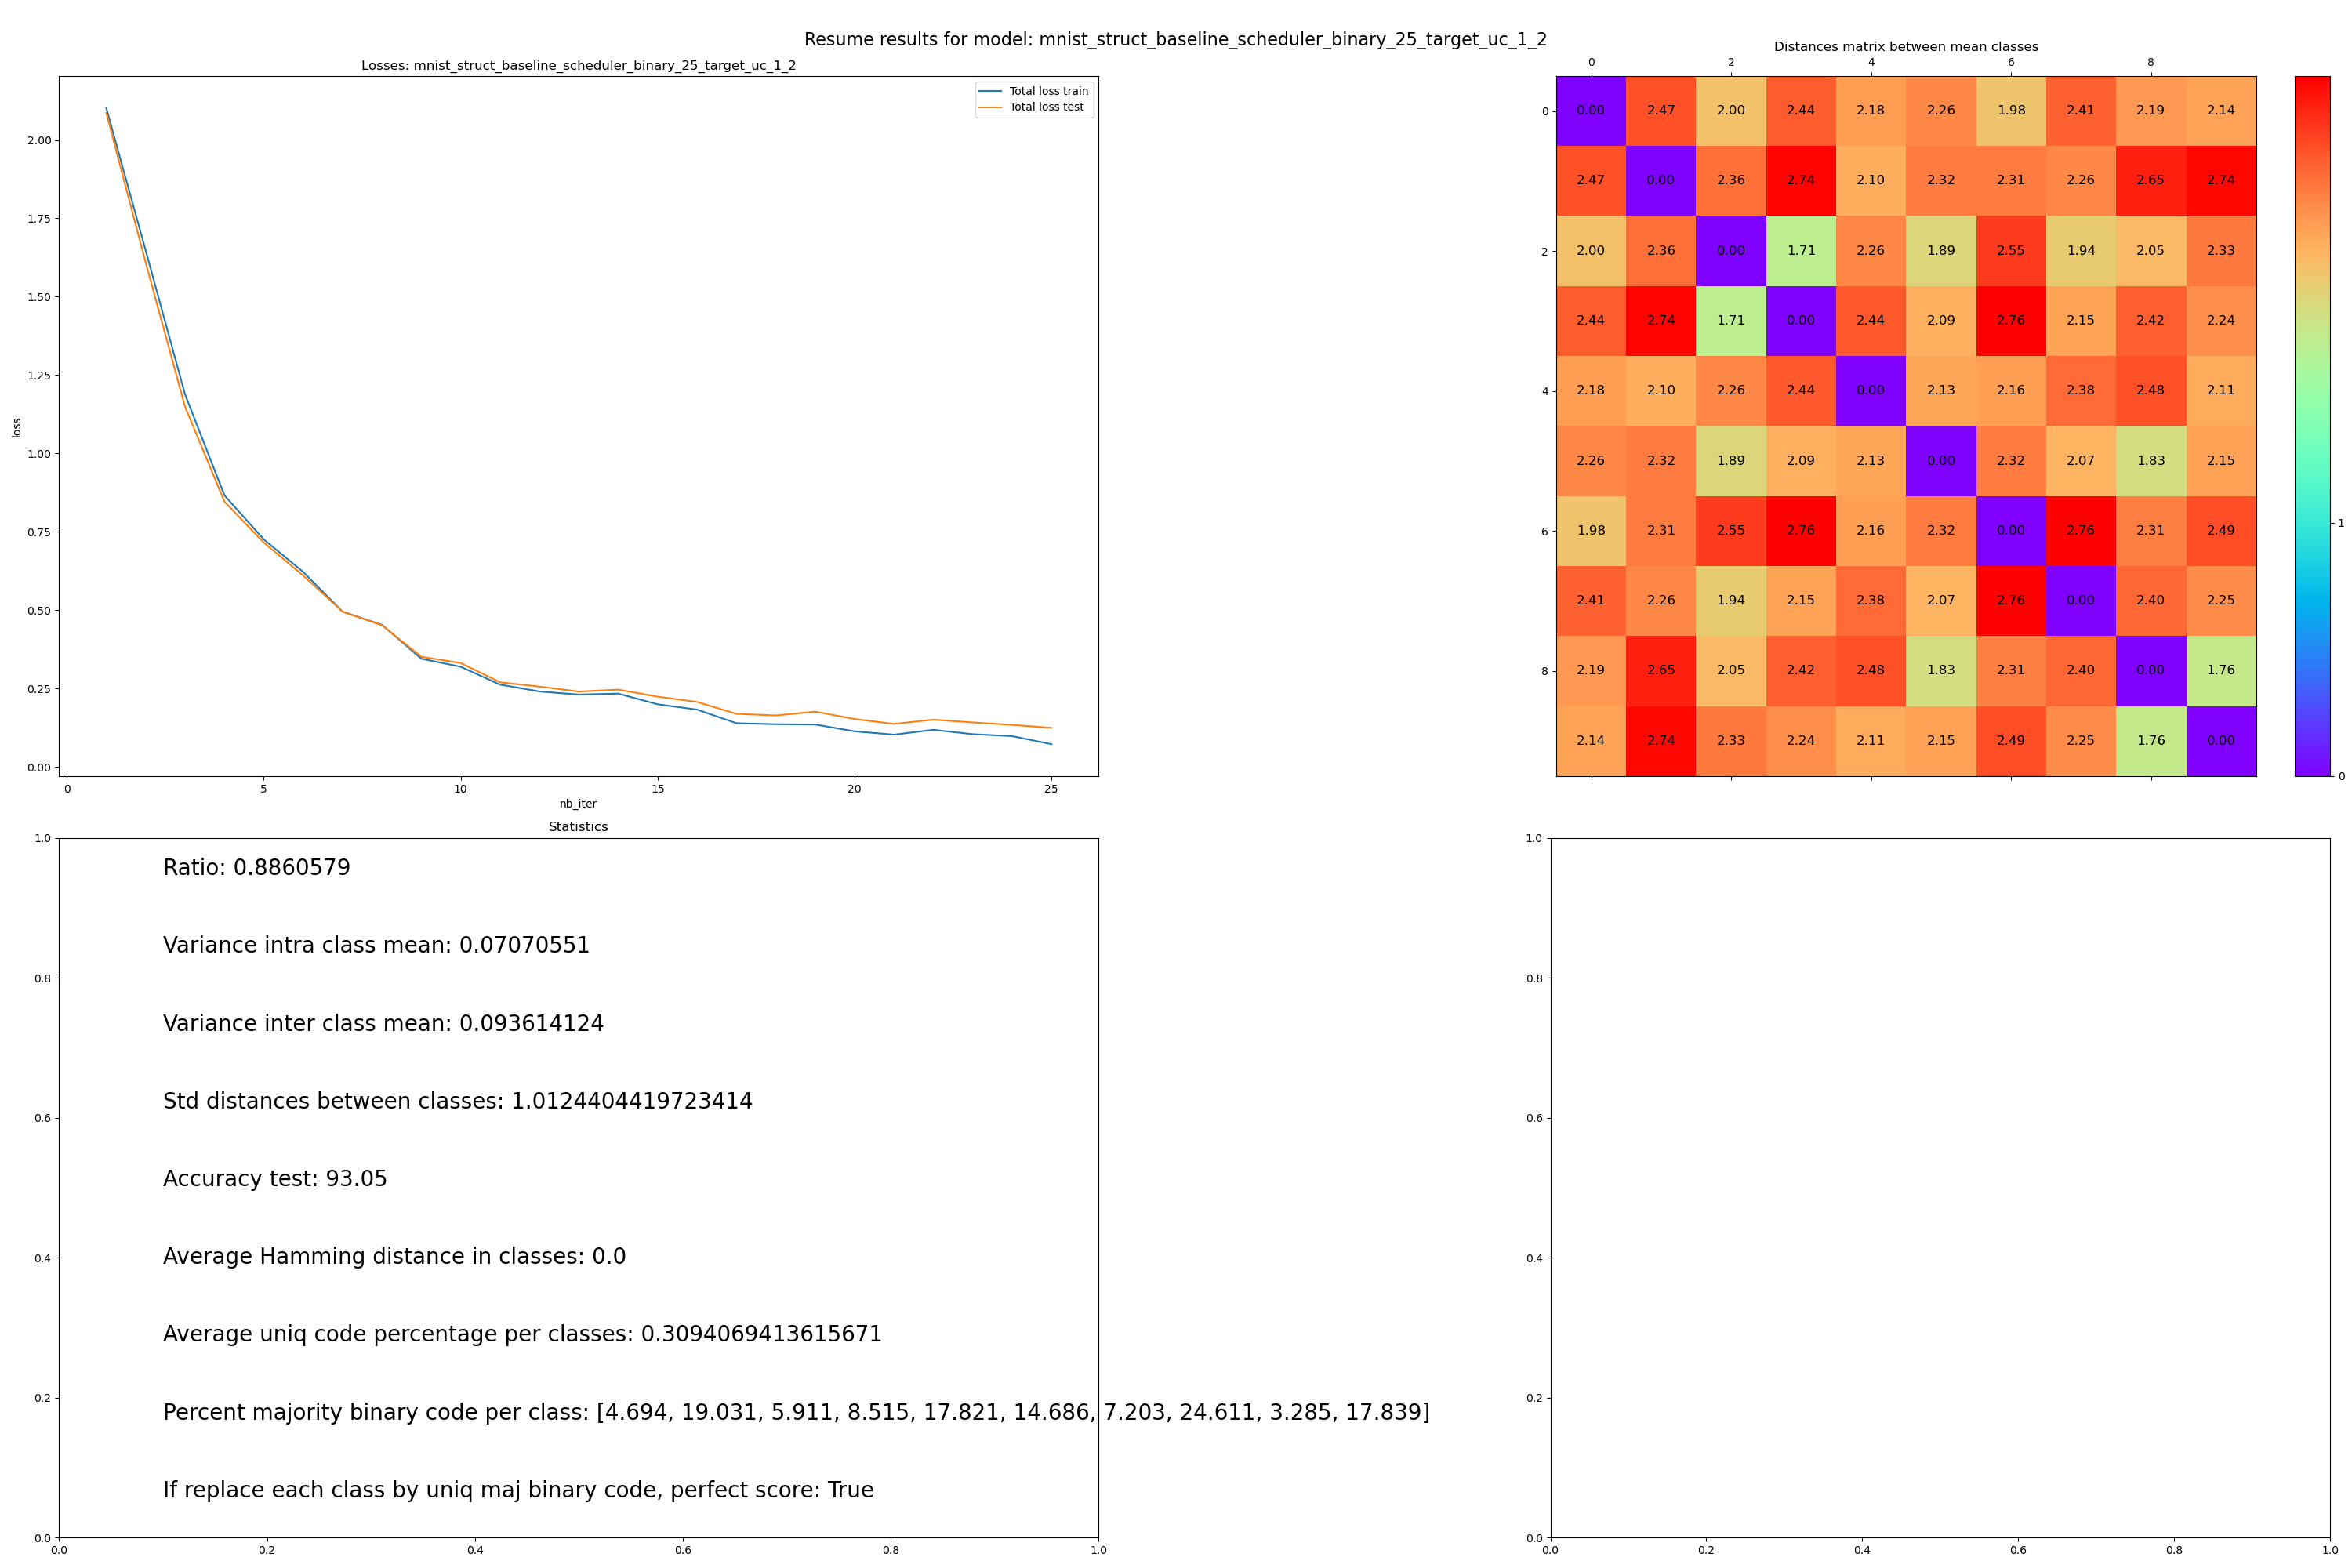 Resume results for model: mnist_struct_baseline_scheduler_binary_25_target_uc_1_2
Losses: mnist_struct_baseline_scheduler_binary_25_target_uc_1_2
Total loss train
Total loss test
2.00
1.75
1.50
1.25
1.00
0.75
0.50
0.25
0.00
loss
0 5 10 15 20 25
nb_iter
Distances matrix between mean classes
0 2 4 6 8
0 0.00 2.47 2.00 2.44 2.18 2.26 1.98 2.41 2.19 2.14
2.47 0.00 2.36 2.74 2.10 2.32 2.31 2.26 2.65 2.74
2 2.00 2.36 0.00 1.71 2.26 1.89 2.55 1.94 2.05 2.33
2.44 2.74 1.71 0.00 2.44 2.09 2.76 2.15 2.42 2.24
4 2.18 2.10 2.26 2.44 0.00 2.13 2.16 2.38 2.48 2.11
2.26 2.32 1.89 2.09 2.13 0.00 2.32 2.07 1.83 2.15
6 1.98 2.31 2.55 2.76 2.16 2.32 0.00 2.76 2.31 2.49
2.41 2.26 1.94 2.15 2.38 2.07 2.76 0.00 2.40 2.25
8 2.19 2.65 2.05 2.42 2.48 1.83 2.31 2.40 0.00 1.76
2.14 2.74 2.33 2.24 2.11 2.15 2.49 2.25 1.76 0.00
1
0
Statistics
Ratio: 0.8860579
Variance intra class mean: 0.07070551
Variance inter class mean: 0.093614124
Std distances between classes: 1.0124404419723414
Accuracy test: 93.05
Average Hamming distance in classes: 0.0
Average uniq code percentage per classes: 0.3094069413615671
Percent majority binary code per class: [4.694, 19.031, 5.911, 8.515, 17.821, 14.686, 7.203, 24.611, 3.285, 17.839]
If replace each class by uniq maj binary code, perfect score: True
1.0
0.8
0.6
0.4
0.2
0.0
0.0 0.2 0.4 0.6 0.8 1.0
1.0
0.8
0.6
0.4
0.2
0.0
0.0 0.2 0.4 0.6 0.8 1.0